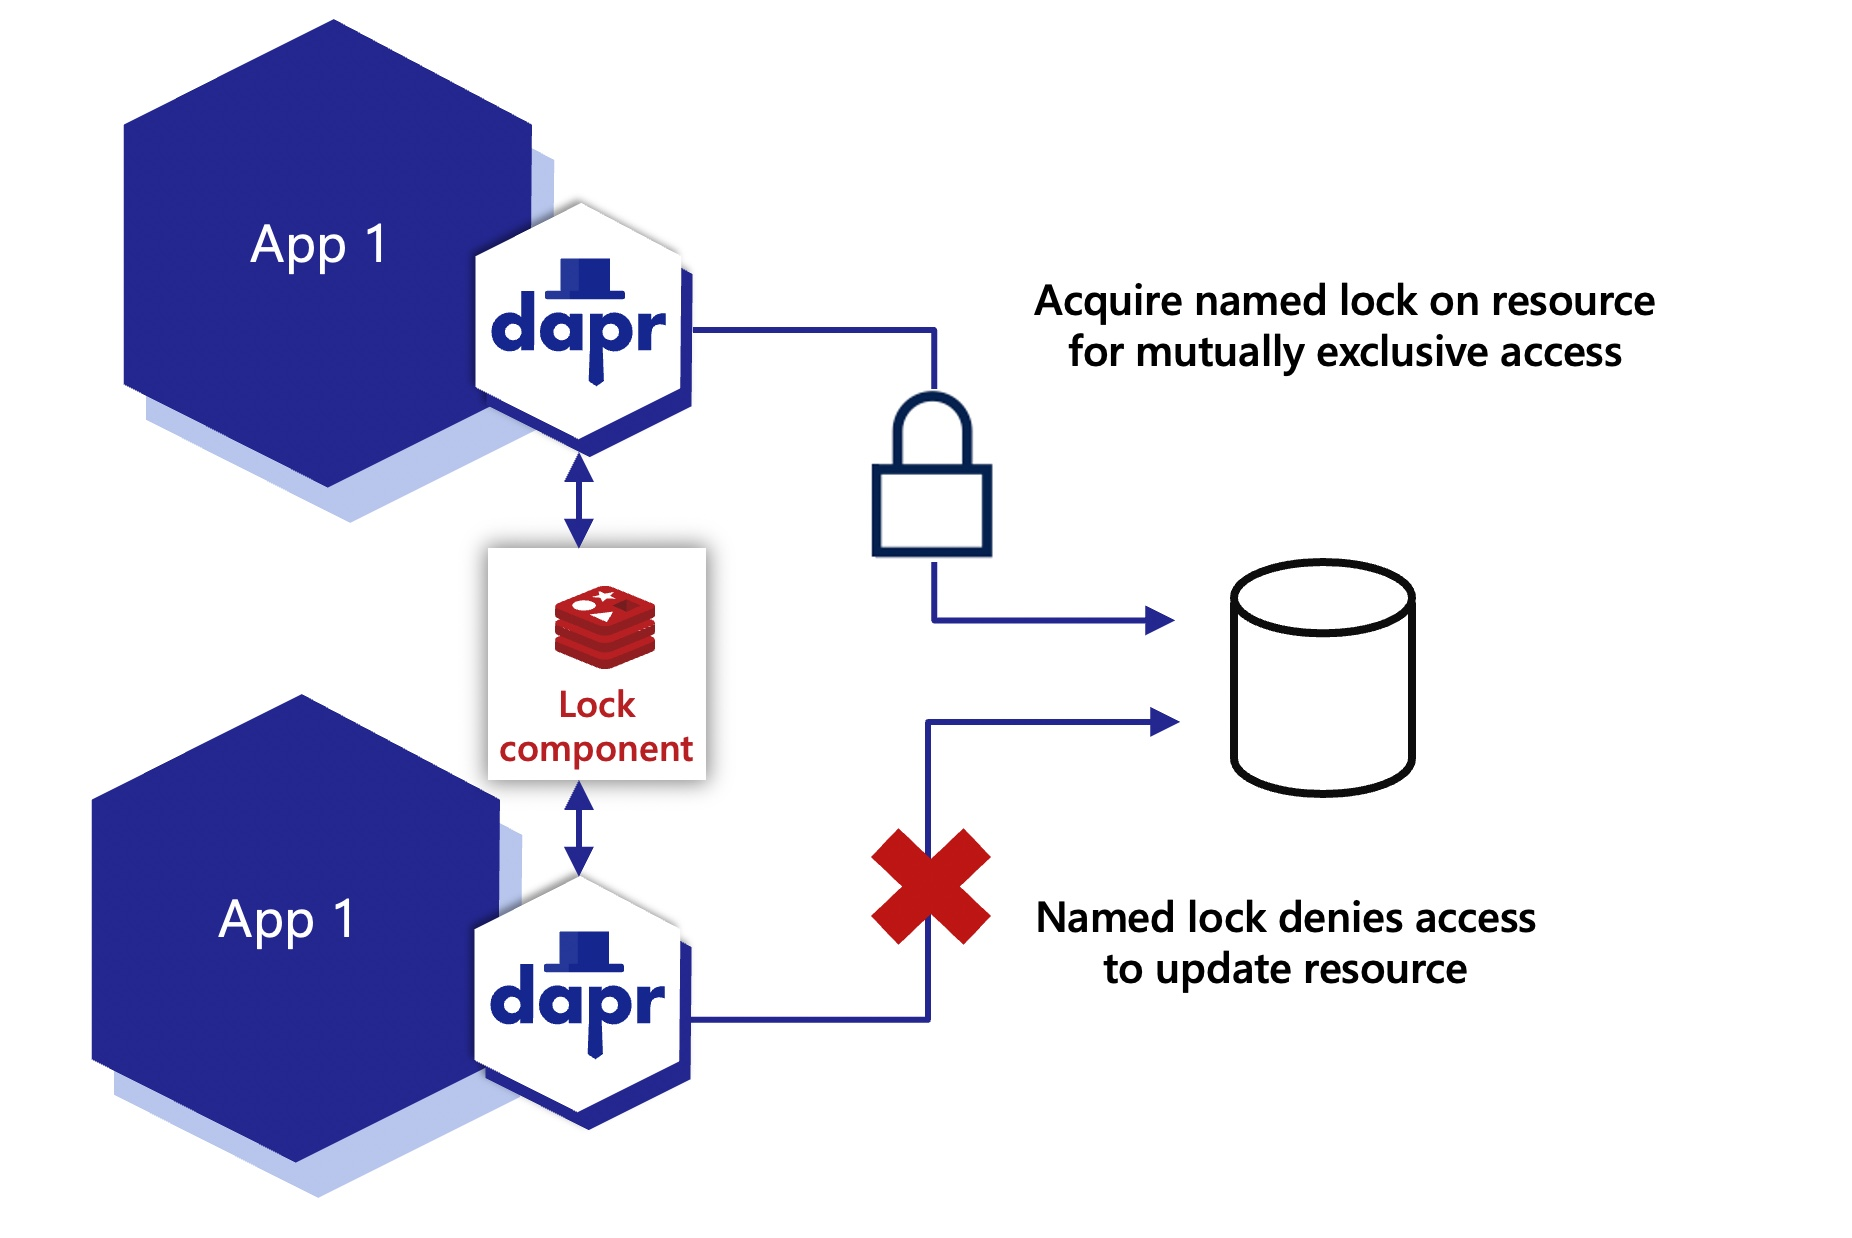 App 1
dapr
Acquire named lock on resource
for mutually exclusive access
Lock
component
App 1
dapr
Named lock denies access
to update resource